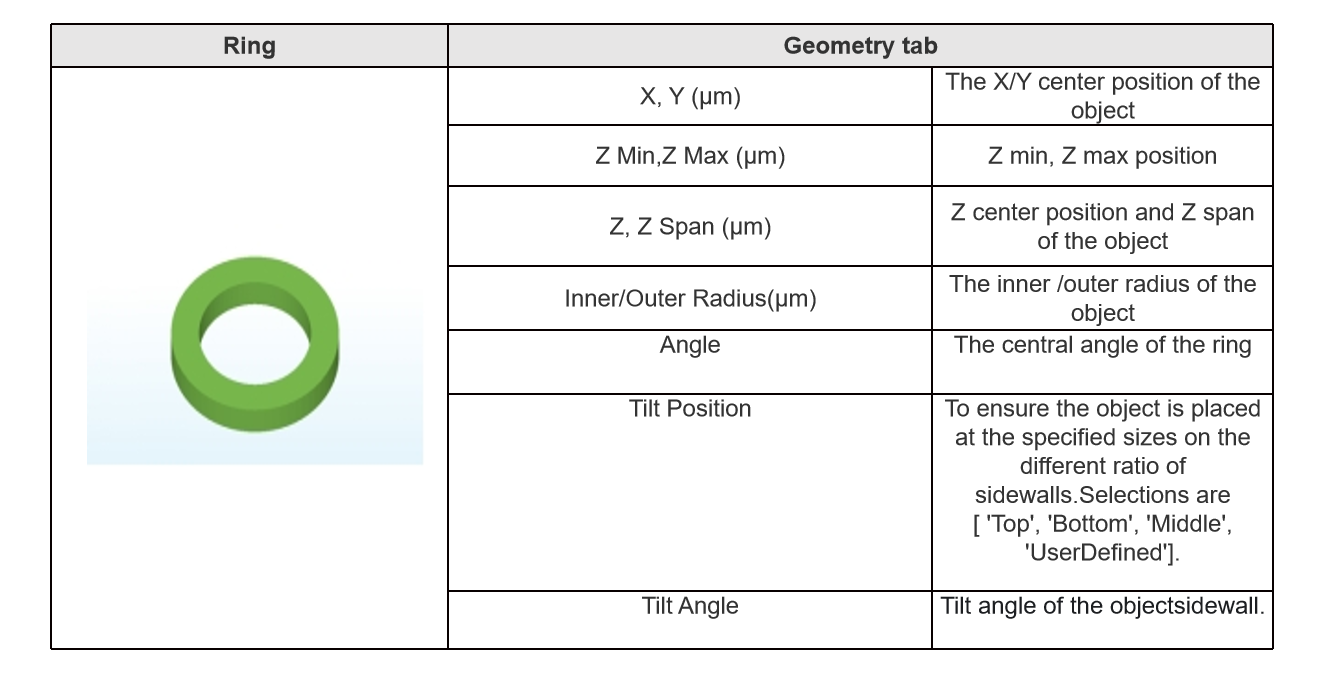 Ring
Geometry tab
X, Y (μm)
The X/Y center position of the
object
Z Min,Z Max (μm)
Z min, Z max position
Z, Z Span (μm)
Z center position and Z span
of the object
Inner/Outer Radius(μm)
The inner /outer radius of the
object
Angle
The central angle of the ring
Tilt Position
To ensure the object is placed
at the specified sizes on the
different ratio of
sidewalls.Selections are
[ 'Top', 'Bottom', 'Middle',
'UserDefined'].
Tilt Angle
Tilt angle of the objectsidewall.